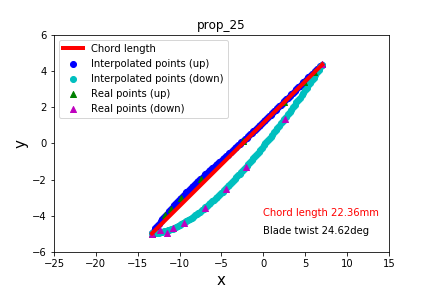 prop_25
Chord length
Interpolated points (up)
Interpolated points (down)
Real points (up)
Real points (down)
6
4
2
0
−2
−4
−6
y
Chord length 22.36mm
Blade twist 24.62deg
−25 −20 −15 −10 −5 0 5 10 15
x